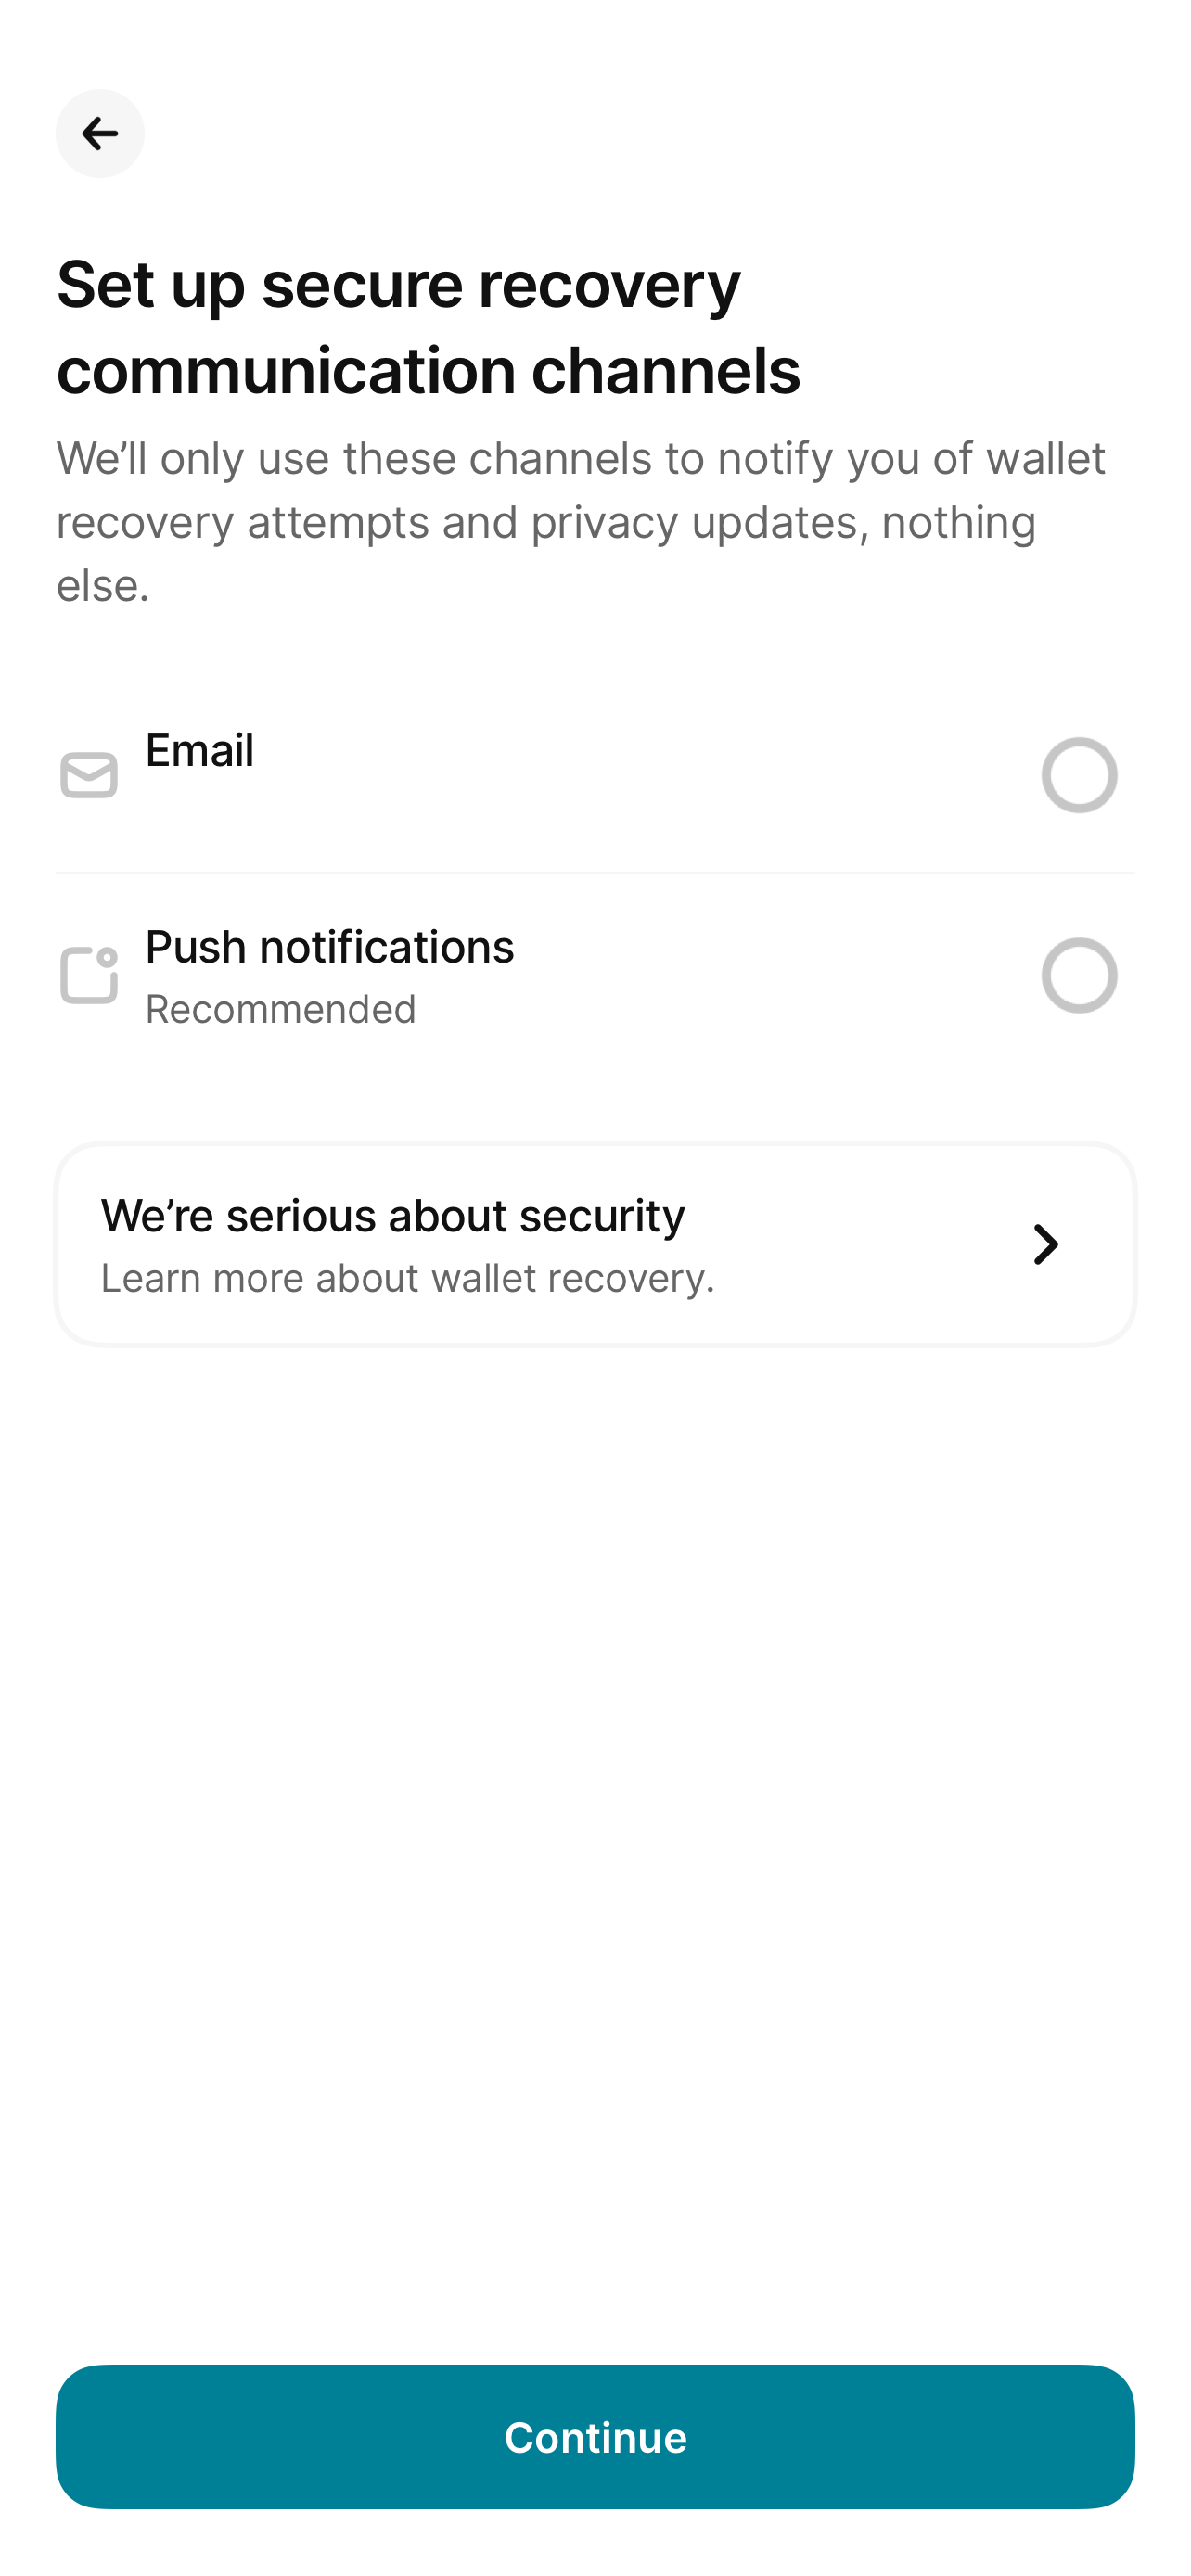 Set up secure recovery
communication channels
We’ll only use these channels to notify you of wallet
recovery attempts and privacy updates, nothing
else.
Email
Push notifications
Recommended
We’re serious about security
Learn more about wallet recovery.
Continue